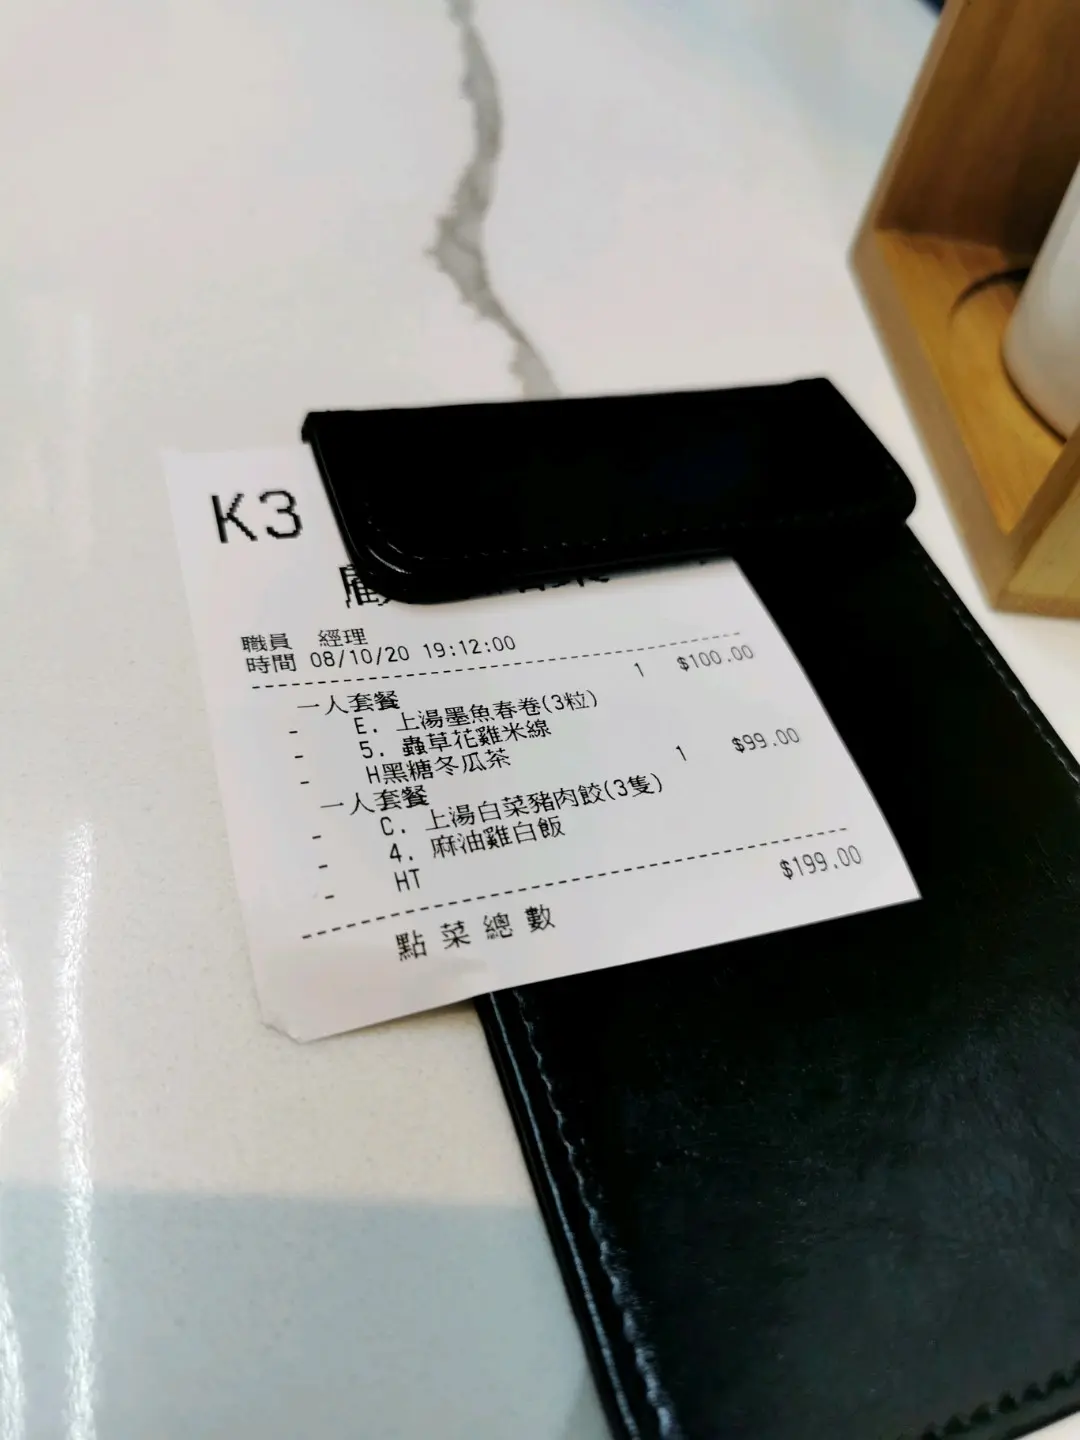 K3
職員 經理
時間 08/10/20 19:12:00
一人套餐 1 $100.00
- E. 上湯墨魚春卷(3粒)
- 5. 蟲草花雞米線
- H黑糖冬瓜茶
一人套餐 1 $99.00
- C. 上湯白菜豬肉餃(3隻)
- 4. 麻油雞白飯
- HT
點菜總數 $199.00